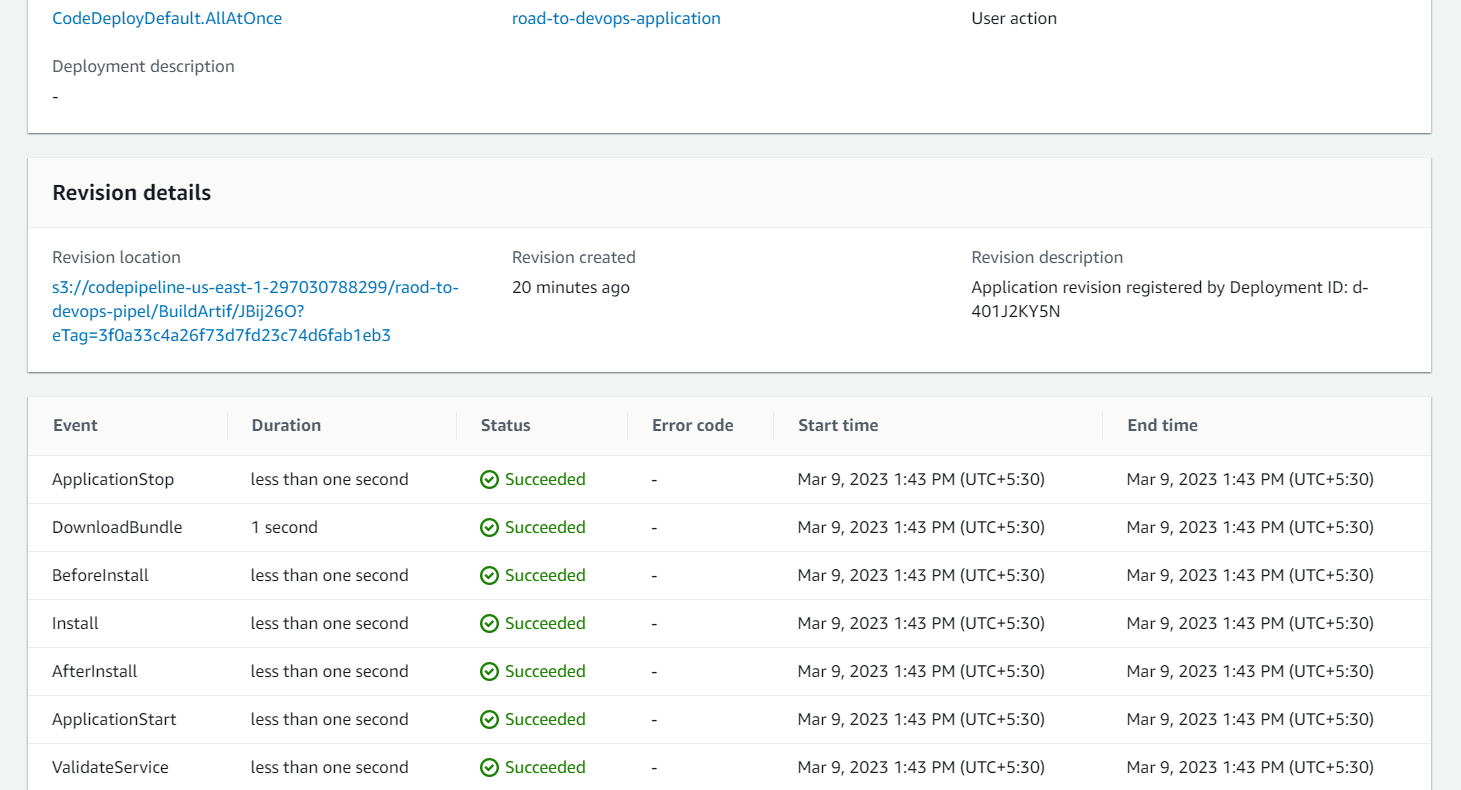 CodeDeployDefault.AllAtOnce road-to-devops-application User action
Deployment description
-
Revision details
Revision location Revision created Revision description
s3://codepipeline-us-east-1-297030788299/raod-to- 20 minutes ago Application revision registered by Deployment ID: d-
devops-pipel/BuildArtif/JBij26O? 401J2KY5N
eTag=3f0a33c4a26f73d7fd23c74d6fab1eb3
Event Duration Status Error code Start time End time
ApplicationStop less than one second Succeeded - Mar 9, 2023 1:43 PM (UTC+5:30) Mar 9, 2023 1:43 PM (UTC+5:30)
DownloadBundle 1 second Succeeded - Mar 9, 2023 1:43 PM (UTC+5:30) Mar 9, 2023 1:43 PM (UTC+5:30)
BeforeInstall less than one second Succeeded - Mar 9, 2023 1:43 PM (UTC+5:30) Mar 9, 2023 1:43 PM (UTC+5:30)
Install less than one second Succeeded - Mar 9, 2023 1:43 PM (UTC+5:30) Mar 9, 2023 1:43 PM (UTC+5:30)
AfterInstall less than one second Succeeded - Mar 9, 2023 1:43 PM (UTC+5:30) Mar 9, 2023 1:43 PM (UTC+5:30)
ApplicationStart less than one second Succeeded - Mar 9, 2023 1:43 PM (UTC+5:30) Mar 9, 2023 1:43 PM (UTC+5:30)
ValidateService less than one second Succeeded - Mar 9, 2023 1:43 PM (UTC+5:30) Mar 9, 2023 1:43 PM (UTC+5:30)